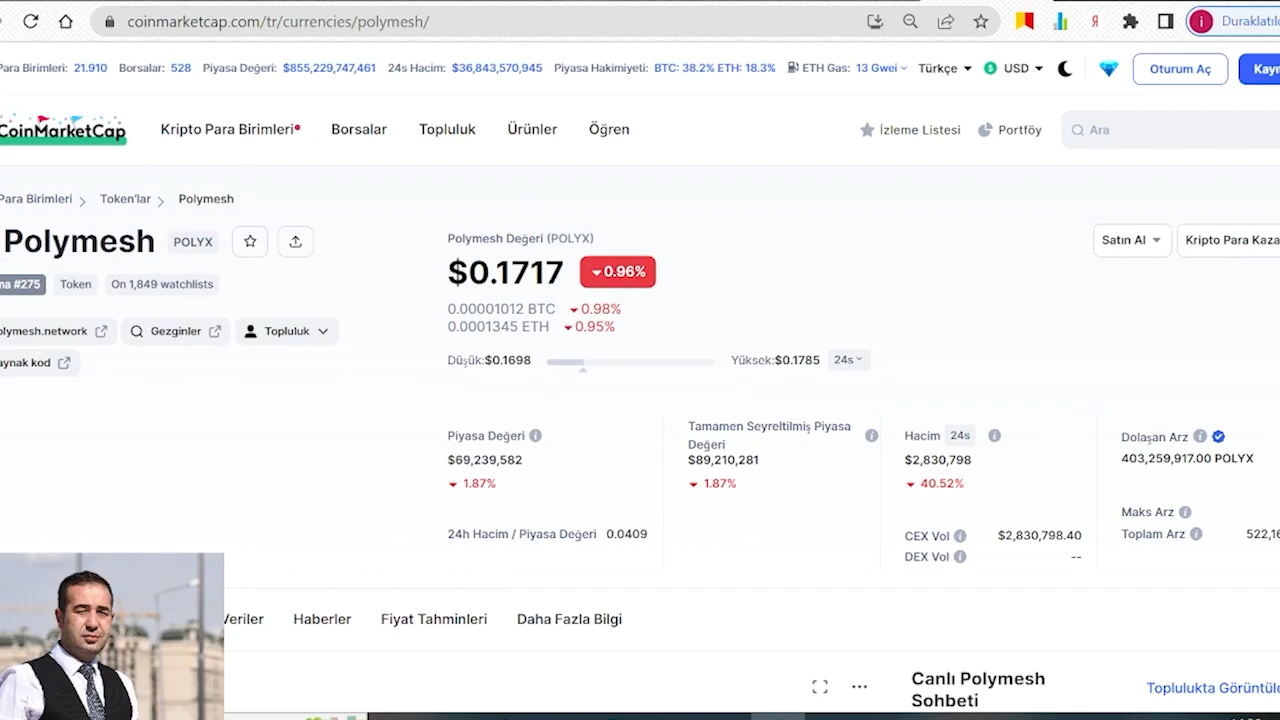 coinmarketcap.com/tr/currencies/polymesh/
Я
i
Duraklatıld
Para Birimleri: 21.910 Borsalar: 528 Piyasa Değeri: $855,229,747,461 24s Hacim: $36,843,570,945 Piyasa Hakimiyeti: BTC: 38.2% ETH: 18.3% ETH Gas: 13 Gwei Türkçe $ USD Oturum Aç Kayı
CoinMarketCap Kripto Para Birimleri Borsalar Topluluk Ürünler Öğren İzleme Listesi Portföy Ara
Para Birimleri Token'lar Polymesh
Polymesh POLYX
ma #275 Token On 1,849 watchlists
olymesh.network Gezginler Topluluk
aynak kod
Polymesh Değeri (POLYX)
$0.1717 0.96%
0.00001012 BTC 0.98%
0.0001345 ETH 0.95%
Düşük:$0.1698 Yüksek:$0.1785 24s
Satın Al Kripto Para Kaza
Piyasa Değeri
$69,239,582
1.87%
24h Hacim / Piyasa Değeri 0.0409
Tamamen Seyreltilmiş Piyasa
Değeri
$89,210,281
1.87%
Hacim 24s
$2,830,798
40.52%
CEX Vol $2,830,798.40
DEX Vol --
Dolaşan Arz
403,259,917.00 POLYX
Maks Arz
Toplam Arz 522,16
Veriler Haberler Fiyat Tahminleri Daha Fazla Bilgi
Canlı Polymesh
Sohbeti
Toplulukta Görüntüle